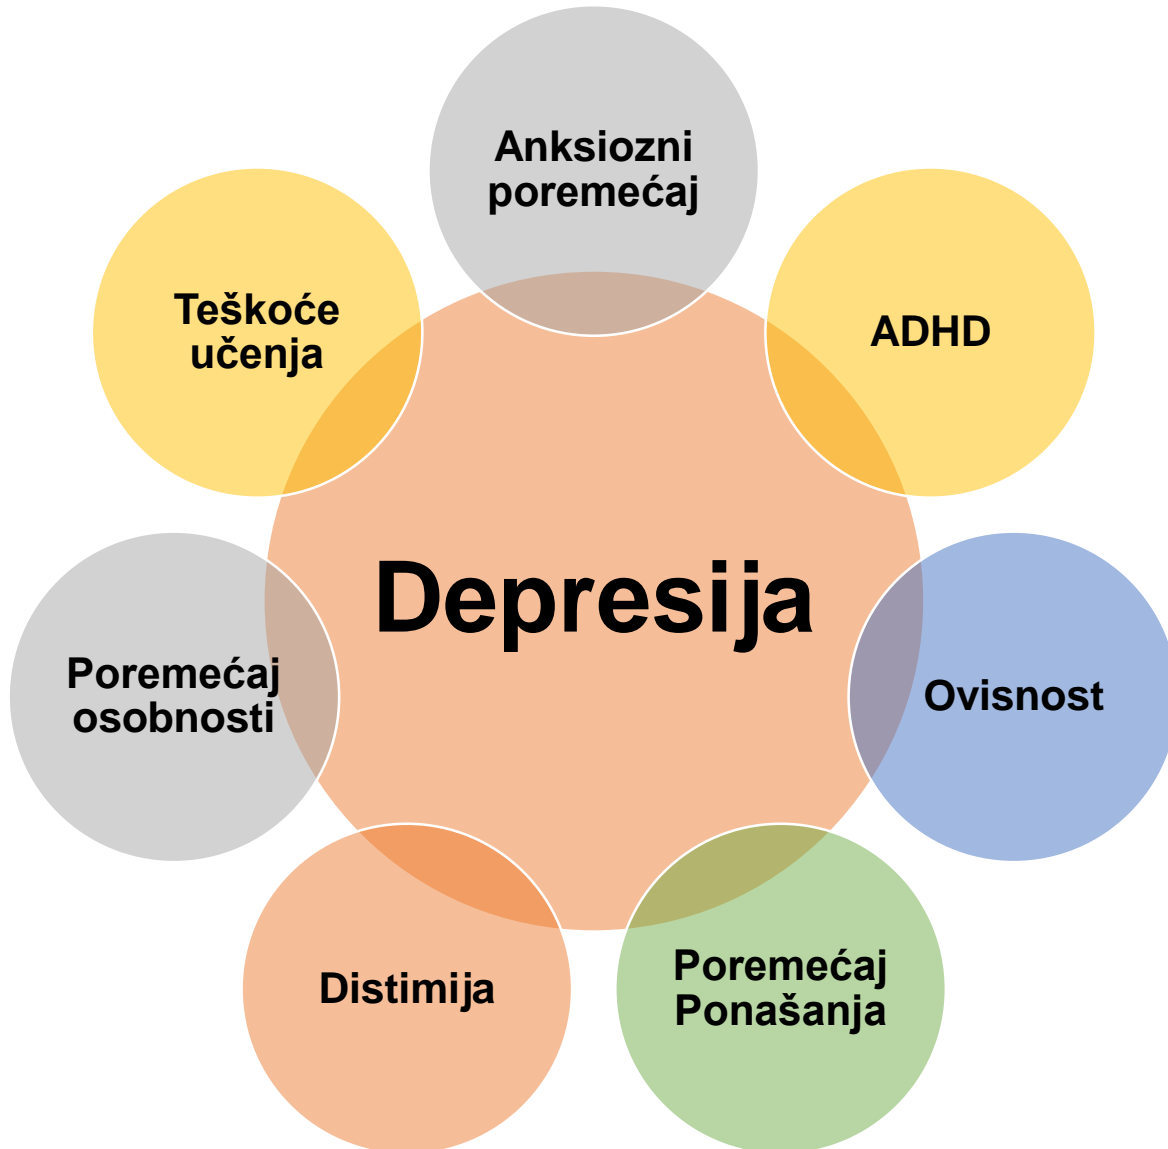 Anksiozni
poremećaj
ADHD
Ovisnost
Poremećaj
Ponašanja
Distimija
Poremećaj
osobnosti
Teškoće
učenja
Depresija